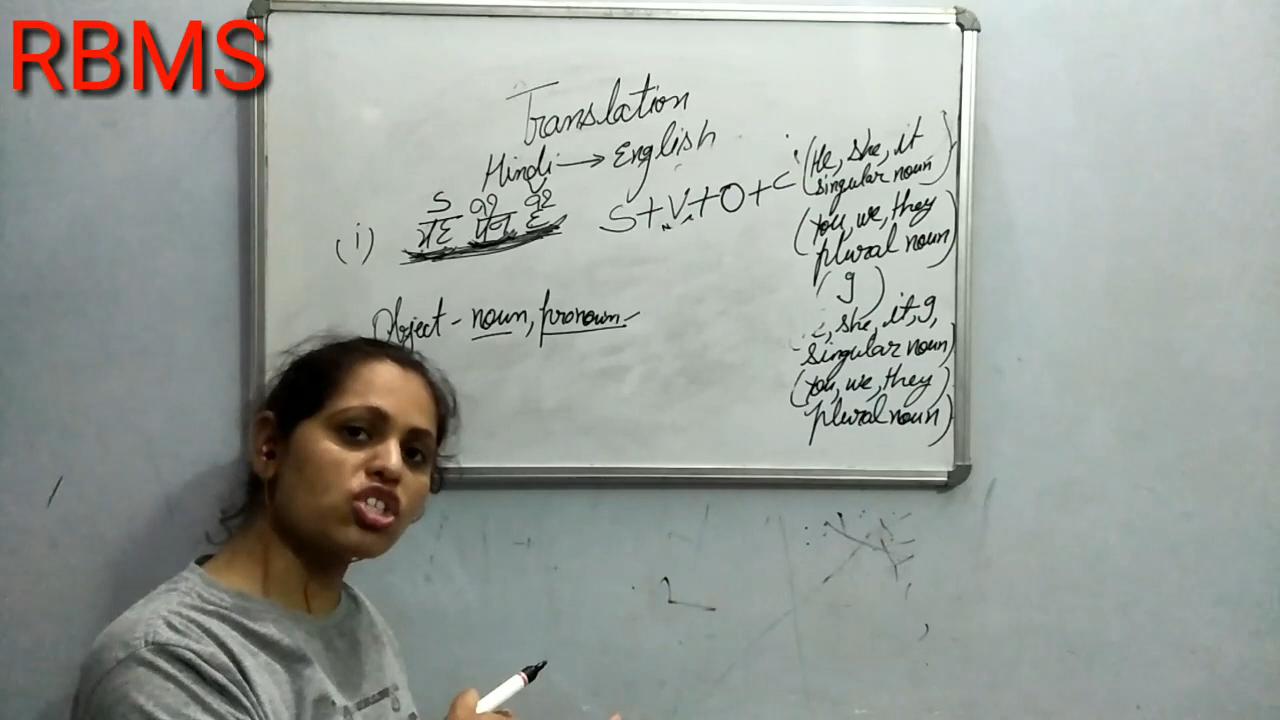 RBMS
Translation
Hindi → English
S
S+V+O+C
(i) यह पेन है
Object - noun, pronoun -
(He, she, it
singular noun)
(You, we, they
plural noun)
(I)
she, it, I,
singular noun)
(You, we, they
plural noun)